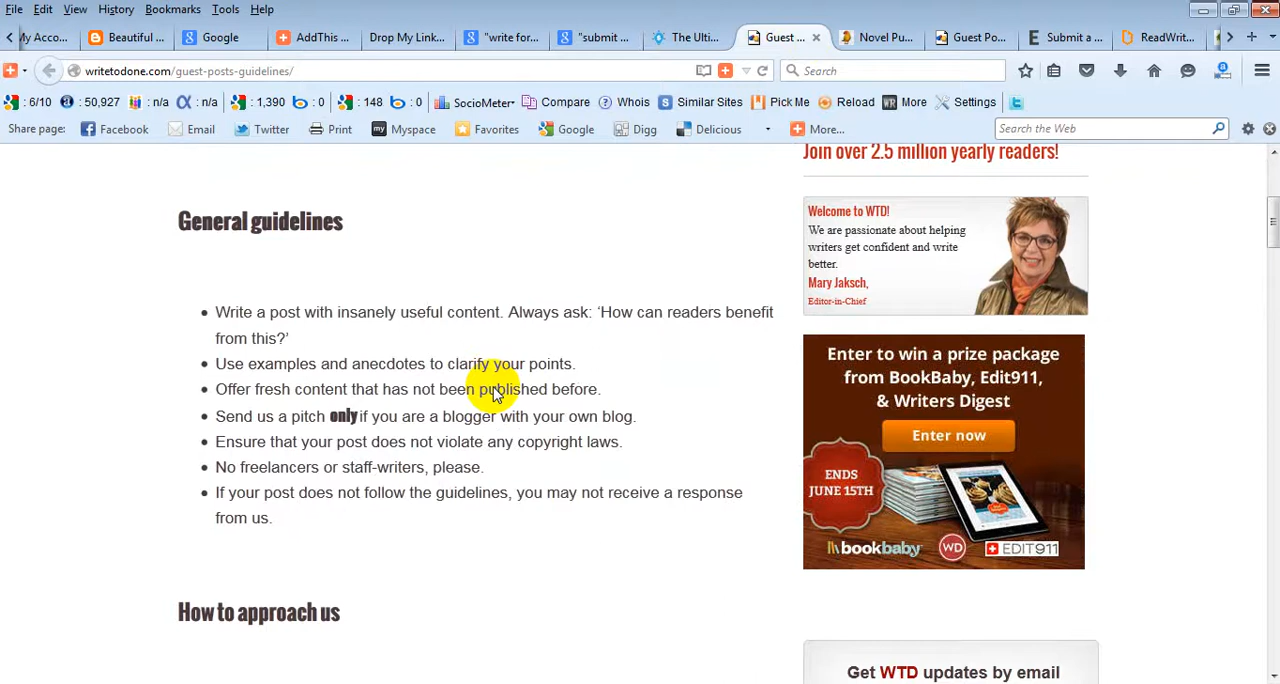 File Edit View History Bookmarks Tools Help
My Acco... Beautiful ... Google AddThis ... Drop My Link... "write for... "submit ... The Ulti... Guest ... Novel Pu... Guest Po... Submit a ... ReadWrit...
writetodone.com/guest-posts-guidelines/ Search
: 6/10 : 50,927 : n/a : n/a : 1,390 : 0 : 148 : 0 SocioMeter Compare Whois Similar Sites Pick Me Reload More Settings
Share page: Facebook Email Twitter Print Myspace Favorites Google Digg Delicious More... Search the Web
Join over 2.5 million yearly readers!
General guidelines
Welcome to WTD!
We are passionate about helping
writers get confident and write
better.
Mary Jaksch,
Editor-in-Chief
• Write a post with insanely useful content. Always ask: ‘How can readers benefit
from this?’
• Use examples and anecdotes to clarify your points.
• Offer fresh content that has not been published before.
• Send us a pitch only if you are a blogger with your own blog.
• Ensure that your post does not violate any copyright laws.
• No freelancers or staff-writers, please.
• If your post does not follow the guidelines, you may not receive a response
from us.
Enter to win a prize package
from BookBaby, Edit911,
& Writers Digest
Enter now
ENDS
JUNE 15TH
bookbaby WD EDIT911
How to approach us
Get WTD updates by email